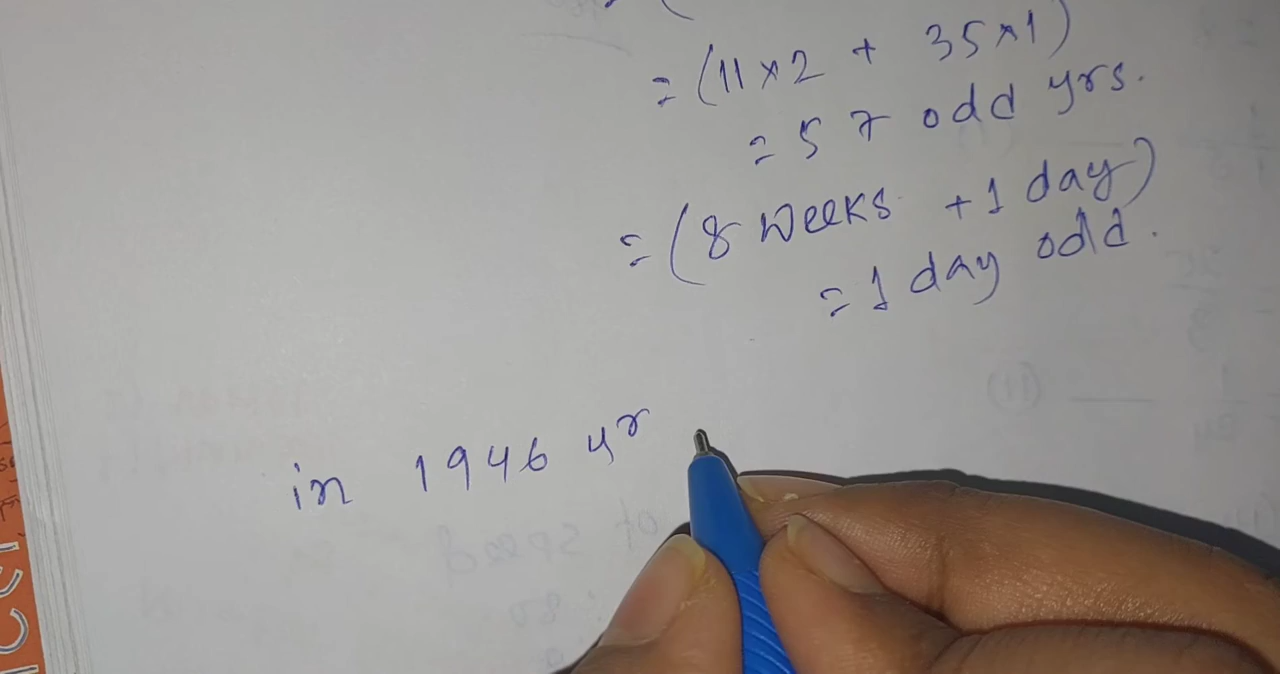 = (11 × 2 + 35 × 1)
= 57 odd yrs.
= (8 weeks + 1 day)
= 1 day odd.
in 1946 yr